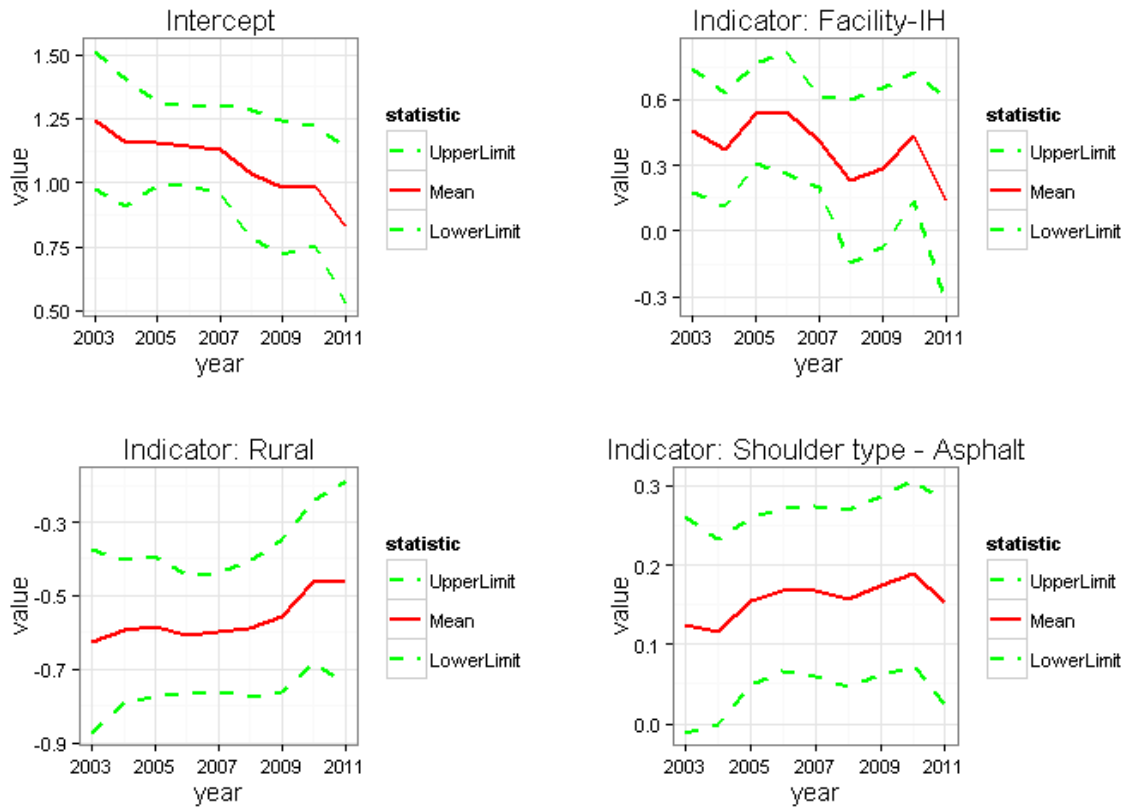 Intercept
value
1.50
1.25
1.00
0.75
0.50
2003 2005 2007 2009 2011
year
statistic
UpperLimit
Mean
LowerLimit
Indicator: Facility-IH
value
0.6
0.3
0.0
-0.3
2003 2005 2007 2009 2011
year
statistic
UpperLimit
Mean
LowerLimit
Indicator: Rural
value
-0.3
-0.5
-0.7
-0.9
2003 2005 2007 2009 2011
year
statistic
UpperLimit
Mean
LowerLimit
Indicator: Shoulder type - Asphalt
value
0.3
0.2
0.1
0.0
2003 2005 2007 2009 2011
year
statistic
UpperLimit
Mean
LowerLimit